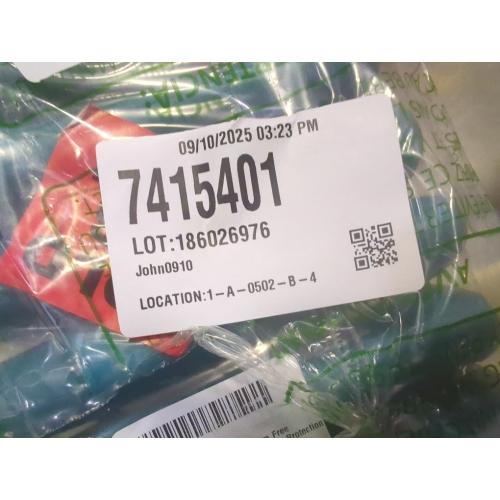 09/10/2025 03:23 PM
7415401
LOT:186026976
John0910
LOCATION:1-A-0502-B-4
Free
Protection